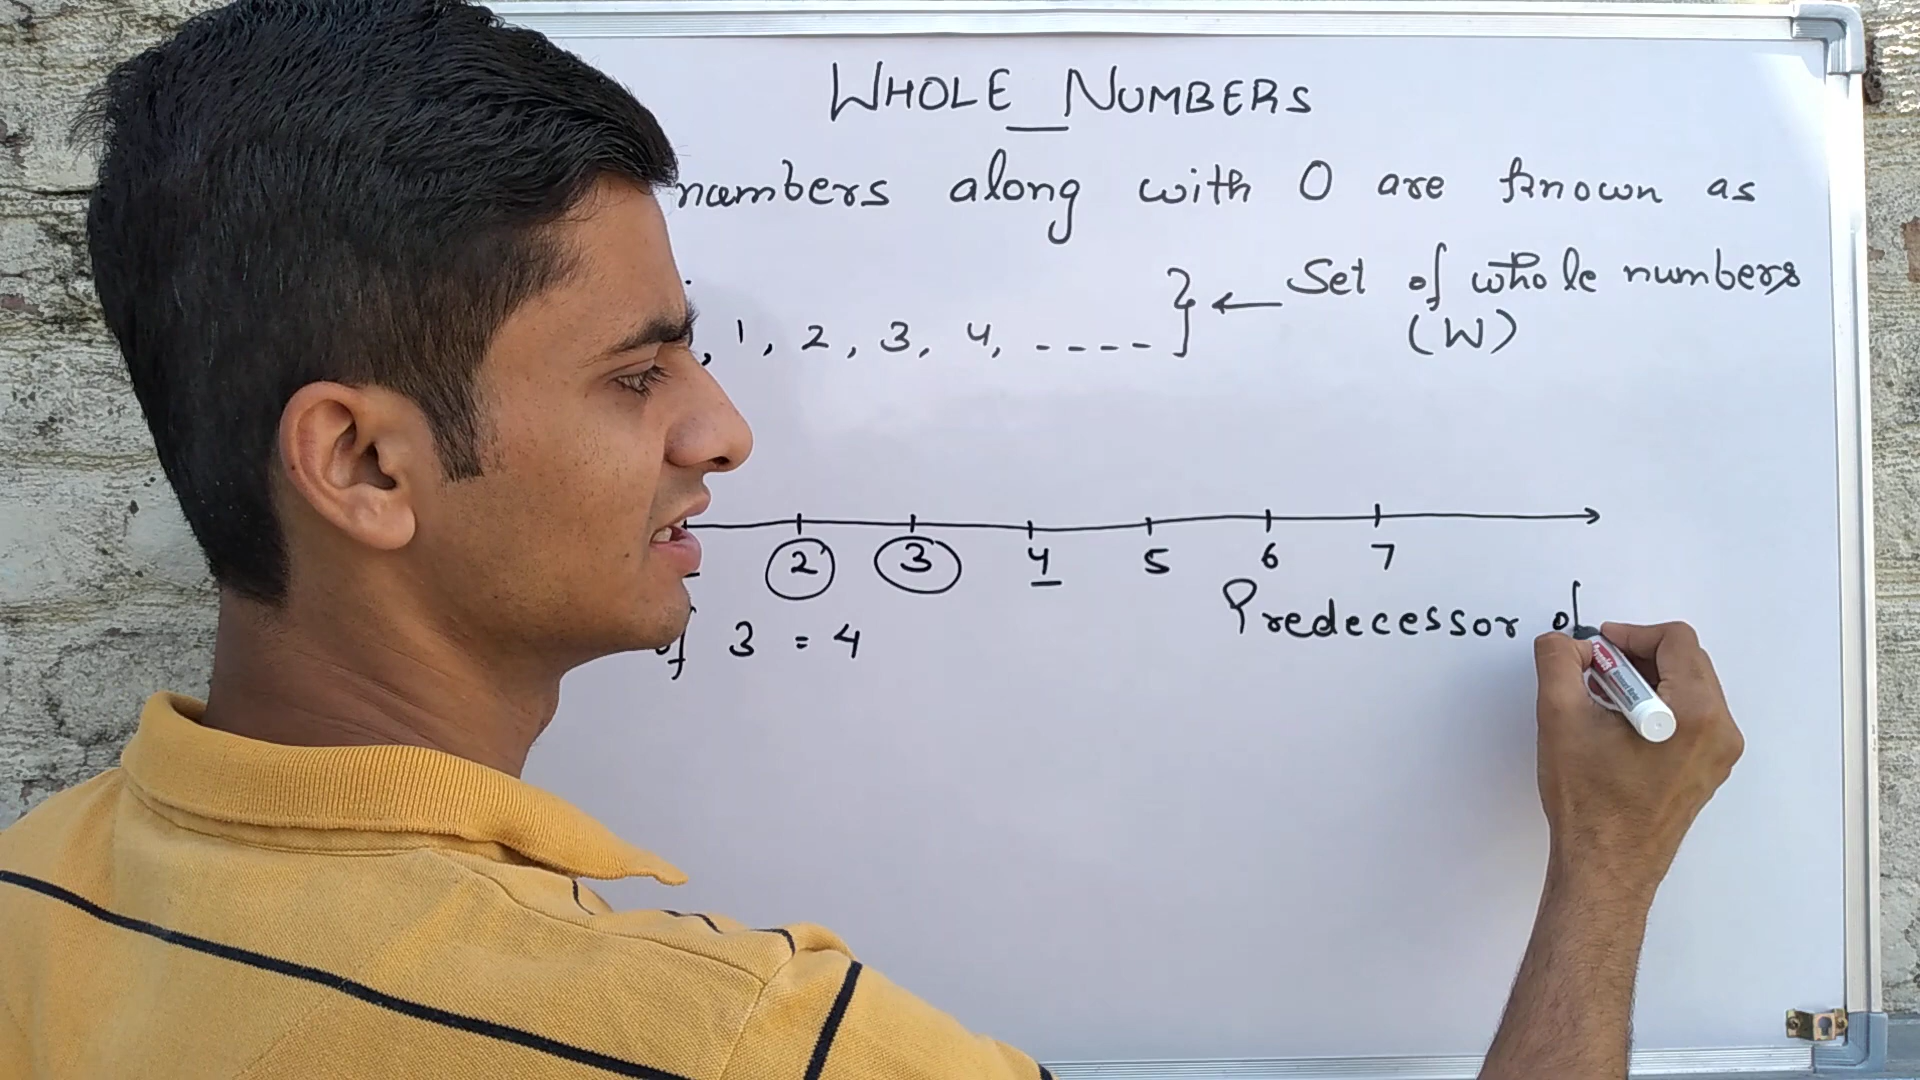 WHOLE NUMBERS
numbers along with 0 are known as
, 1, 2, 3, 4, ---- } ← Set of whole numbers
(W)
2 3 4 5 6 7
of 3 = 4
Predecessor of